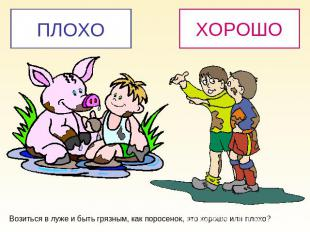 ПЛОХО
ХОРОШО
Возиться в луже и быть грязным, как поросенок, это хорошо или плохо?